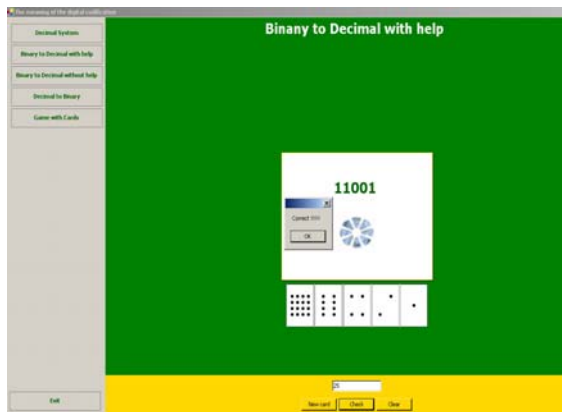 The meaning of the digital codification
Binany to Decimal with help
Decimal System
Binary to Decimal with help
Binary to Decimal without help
Decimal to Binary
Game with Cards
11001
Correct !!!!
OK
25
New card
Check
Clear
Exit